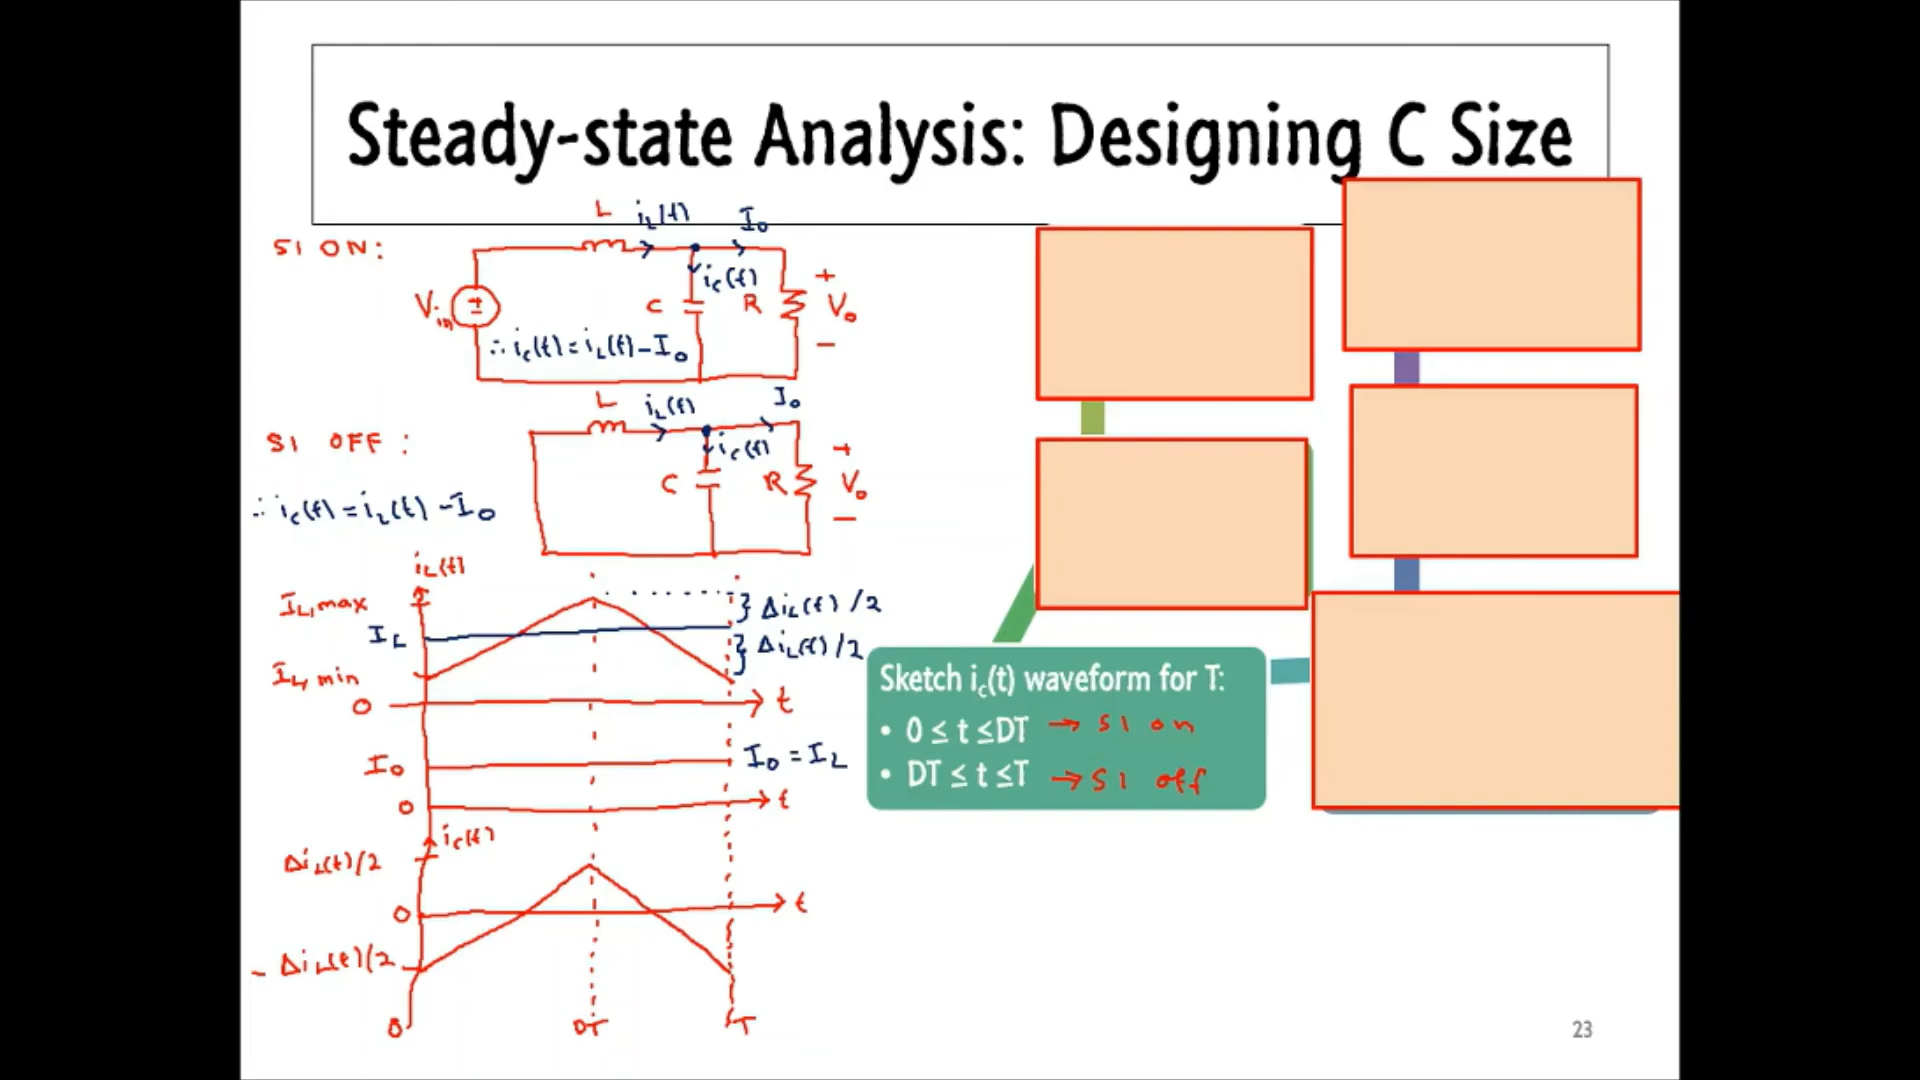 Steady-state Analysis: Designing C Size
S1 ON:
L
iL(t)
Io
ic(t)
Vin
C
R
+
Vo
−
∴ ic(t) = iL(t) − Io
S1 OFF:
L
iL(t)
Io
ic(t)
C
R
+
Vo
−
∴ ic(t) = iL(t) − Io
iL(t)
IL,max
IL
IL,min
0
t
} ΔiL(t)/2
} ΔiL(t)/2
Io
Io = IL
0
t
ic(t)
ΔiL(t)/2
0
t
- ΔiL(t)/2
0
DT
T
Sketch ic(t) waveform for T:
• 0 ≤ t ≤DT → S1 on
• DT ≤ t ≤T → S1 off
23